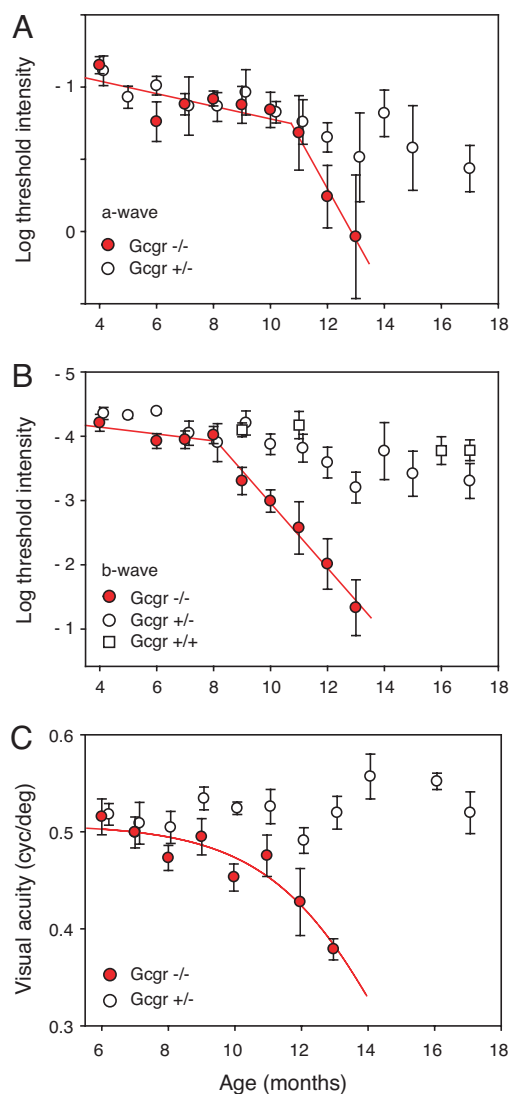 A
Log threshold intensity
-1
0
a-wave
Gcgr -/-
Gcgr +/-
4 6 8 10 12 14 16 18
B
Log threshold intensity
- 5
- 4
- 3
- 2
- 1
b-wave
Gcgr -/-
Gcgr +/-
Gcgr +/+
4 6 8 10 12 14 16 18
C
Visual acuity (cyc/deg)
0.6
0.5
0.4
0.3
Gcgr -/-
Gcgr +/-
6 8 10 12 14 16 18
Age (months)